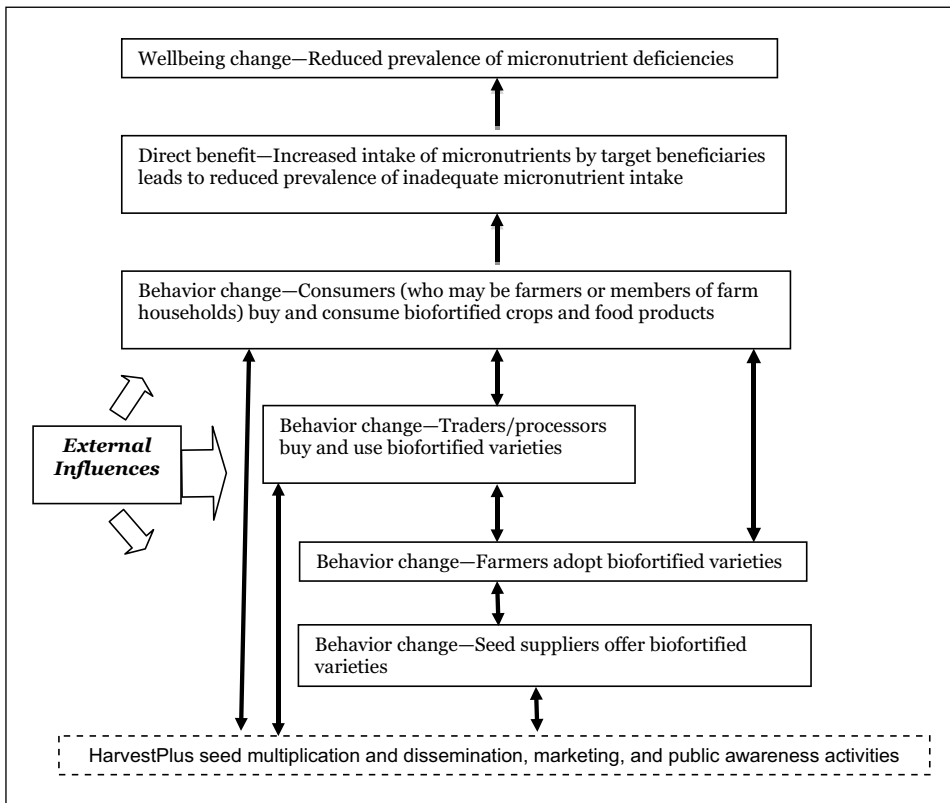 Wellbeing change—Reduced prevalence of micronutrient deficiencies
Direct benefit—Increased intake of micronutrients by target beneficiaries
leads to reduced prevalence of inadequate micronutrient intake
Behavior change—Consumers (who may be farmers or members of farm
households) buy and consume biofortified crops and food products
Behavior change—Traders/processors
buy and use biofortified varieties
External
Influences
Behavior change—Farmers adopt biofortified varieties
Behavior change—Seed suppliers offer biofortified
varieties
HarvestPlus seed multiplication and dissemination, marketing, and public awareness activities